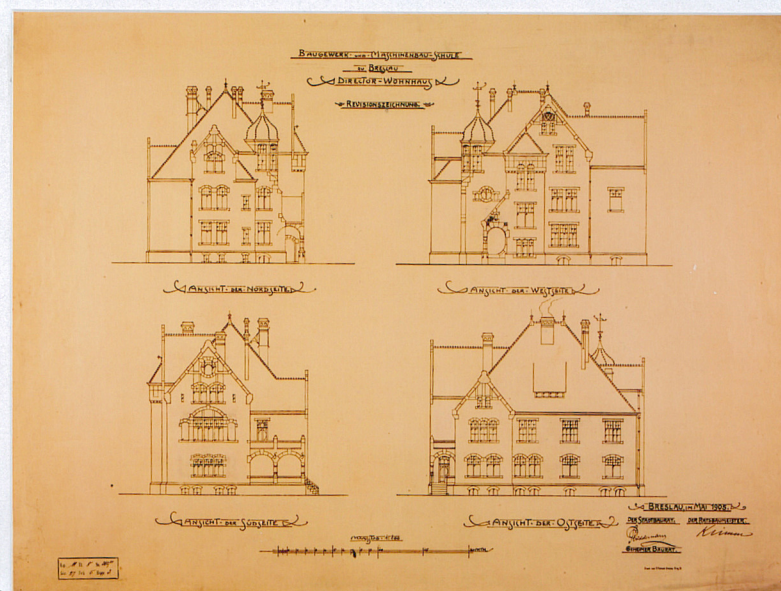 BAUGEWERK- UND MASCHINENBAU-SCHULE
ZU BRESLAU
DIRECTOR-WOHNHAUS
REVISIONSZEICHNUNG.
ANSICHT-DER-NORDSEITE
ANSICHT-DER-WESTSEITE
ANSICHT-DER-SÜDSEITE
ANSICHT-DER-OSTSEITE
BRESLAU, IM MAI 1905.
DER STADTBAURAT. DER RATSBAUMEISTER.
GEHEIMER BAURAT.